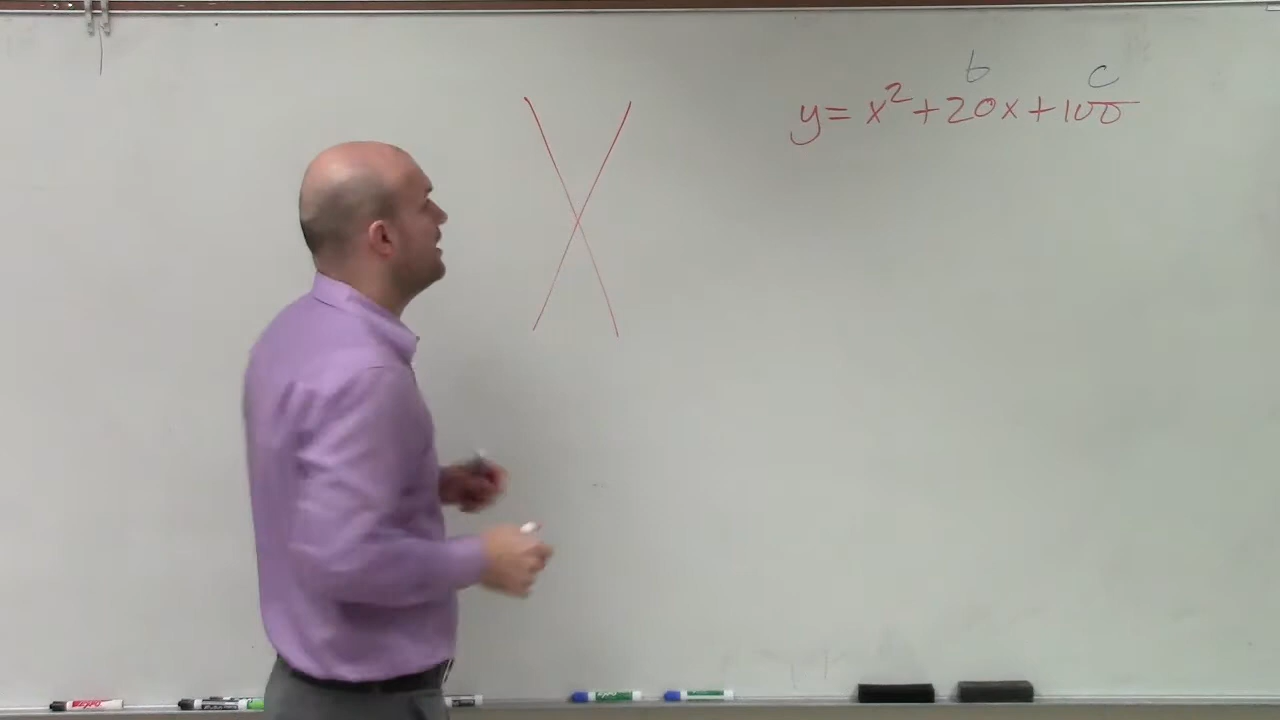 b c
y = x² + 20x + 100